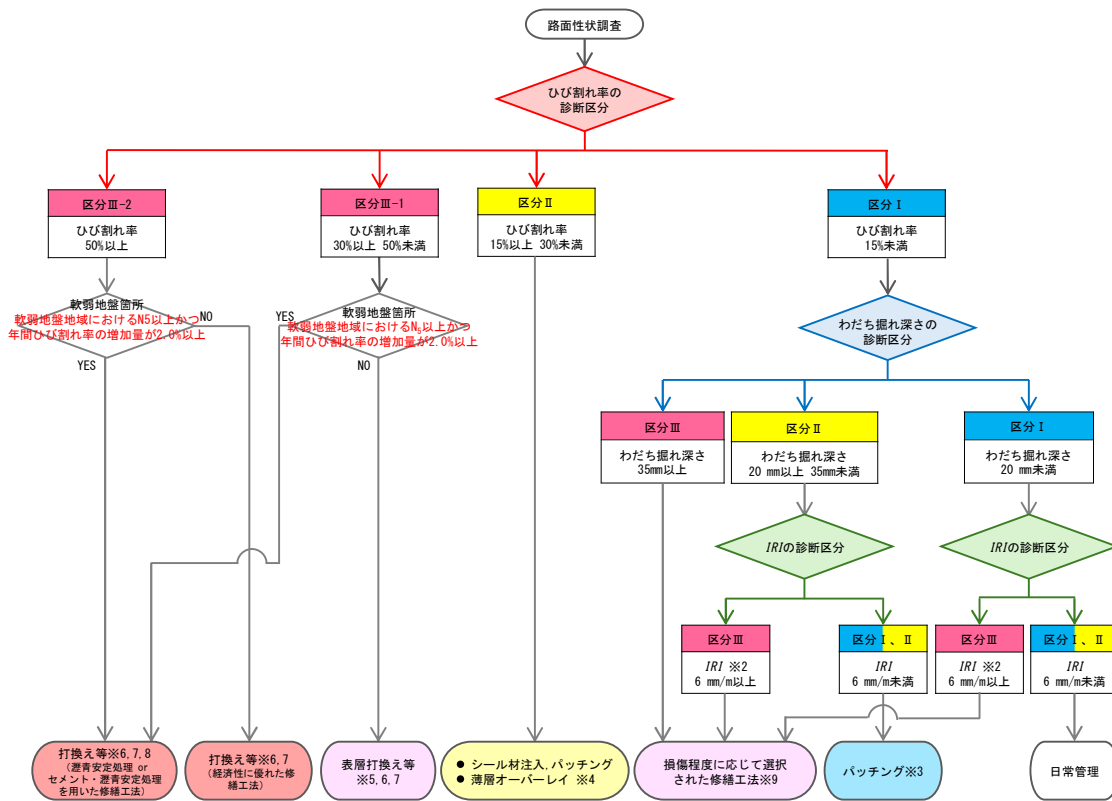 路面性状調査
ひび割れ率の
診断区分
区分Ⅲ-2
ひび割れ率
50%以上
区分Ⅲ-1
ひび割れ率
30%以上 50%未満
区分Ⅱ
ひび割れ率
15%以上 30%未満
区分Ⅰ
ひび割れ率
15%未満
軟弱地盤箇所
軟弱地盤地域におけるN5以上かつ
年間ひび割れ率の増加量が2.0%以上
NO
YES
YES
軟弱地盤箇所
軟弱地盤地域におけるN₅以上かつ
年間ひび割れ率の増加量が2.0%以上
NO
わだち掘れ深さの
診断区分
区分Ⅲ
わだち掘れ深さ
35mm以上
区分Ⅱ
わだち掘れ深さ
20 mm以上 35mm未満
区分Ⅰ
わだち掘れ深さ
20 mm未満
IRIの診断区分
IRIの診断区分
区分Ⅲ
IRI ※2
6 mm/m以上
区分Ⅰ、Ⅱ
IRI
6 mm/m未満
区分Ⅲ
IRI ※2
6 mm/m以上
区分Ⅰ、Ⅱ
IRI
6 mm/m未満
打換え等※6,7,8
(瀝青安定処理 or
セメント・瀝青安定処理
を用いた修繕工法)
打換え等※6,7
(経済性に優れた修
繕工法)
表層打換え等
※5,6,7
● シール材注入,パッチング
● 薄層オーバーレイ ※4
損傷程度に応じて選択
された修繕工法※9
パッチング※3
日常管理